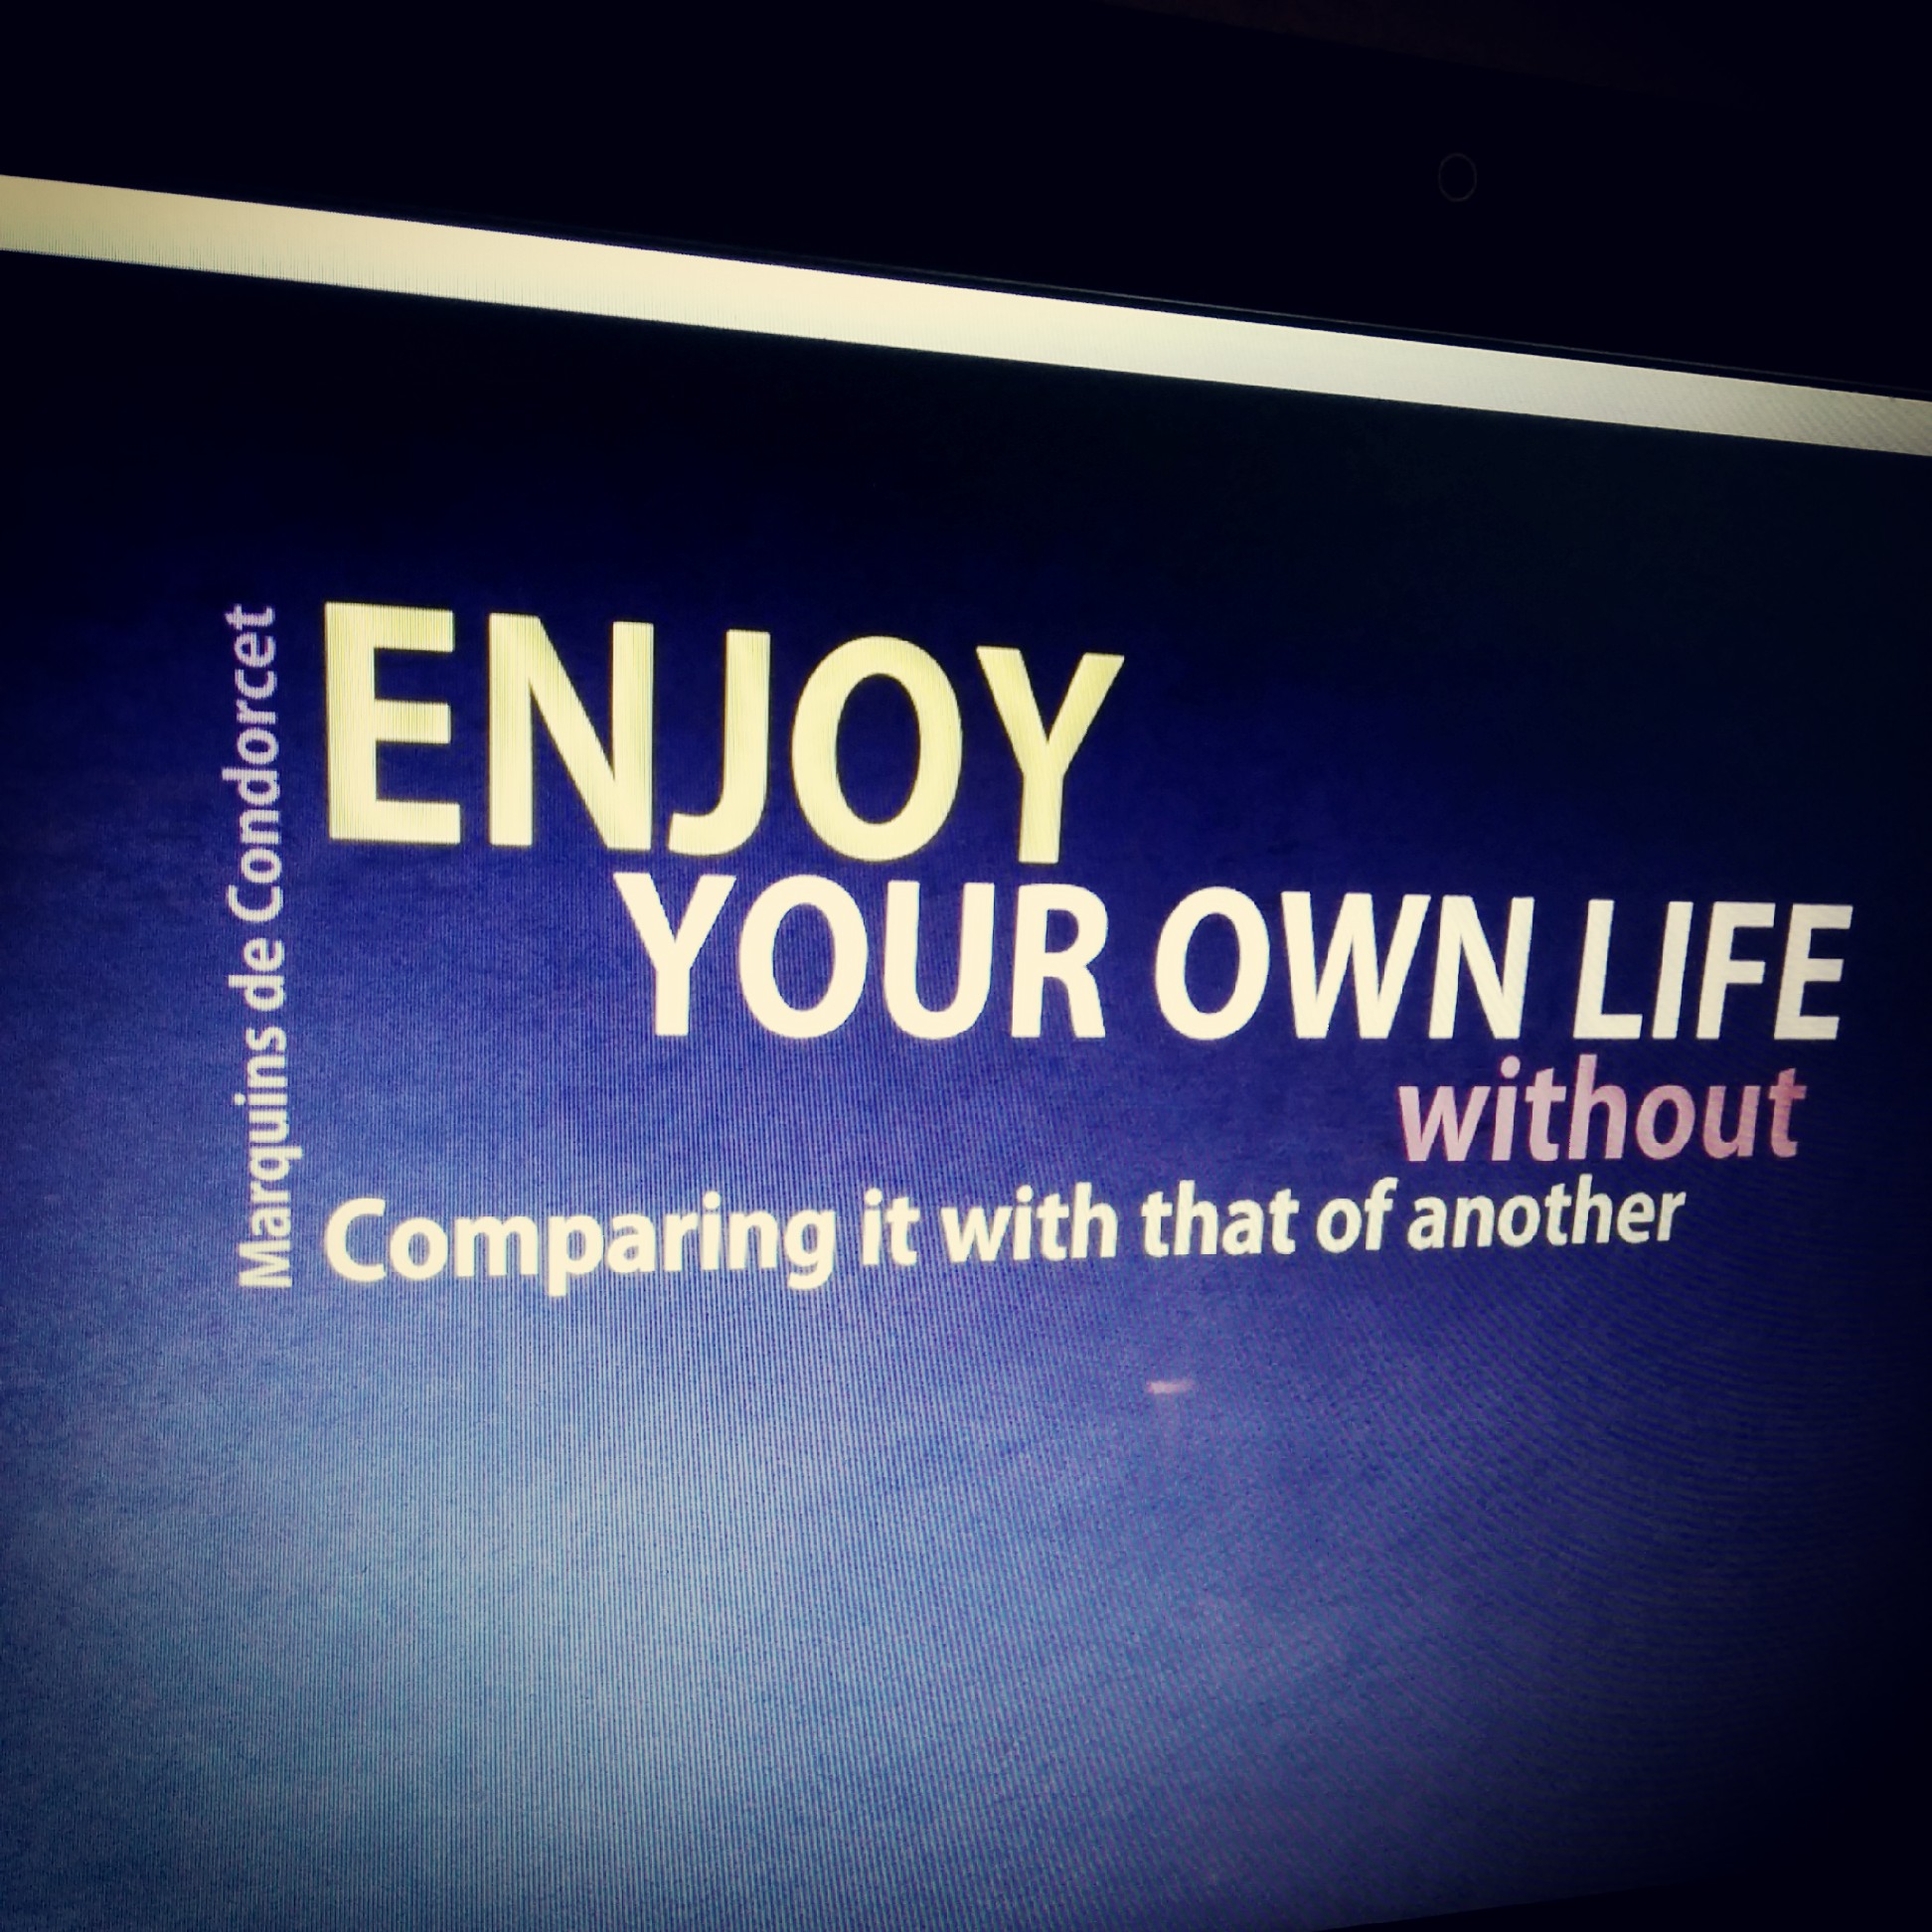 Marquins de Condorcet
ENJOY
YOUR OWN LIFE
without
Comparing it with that of another